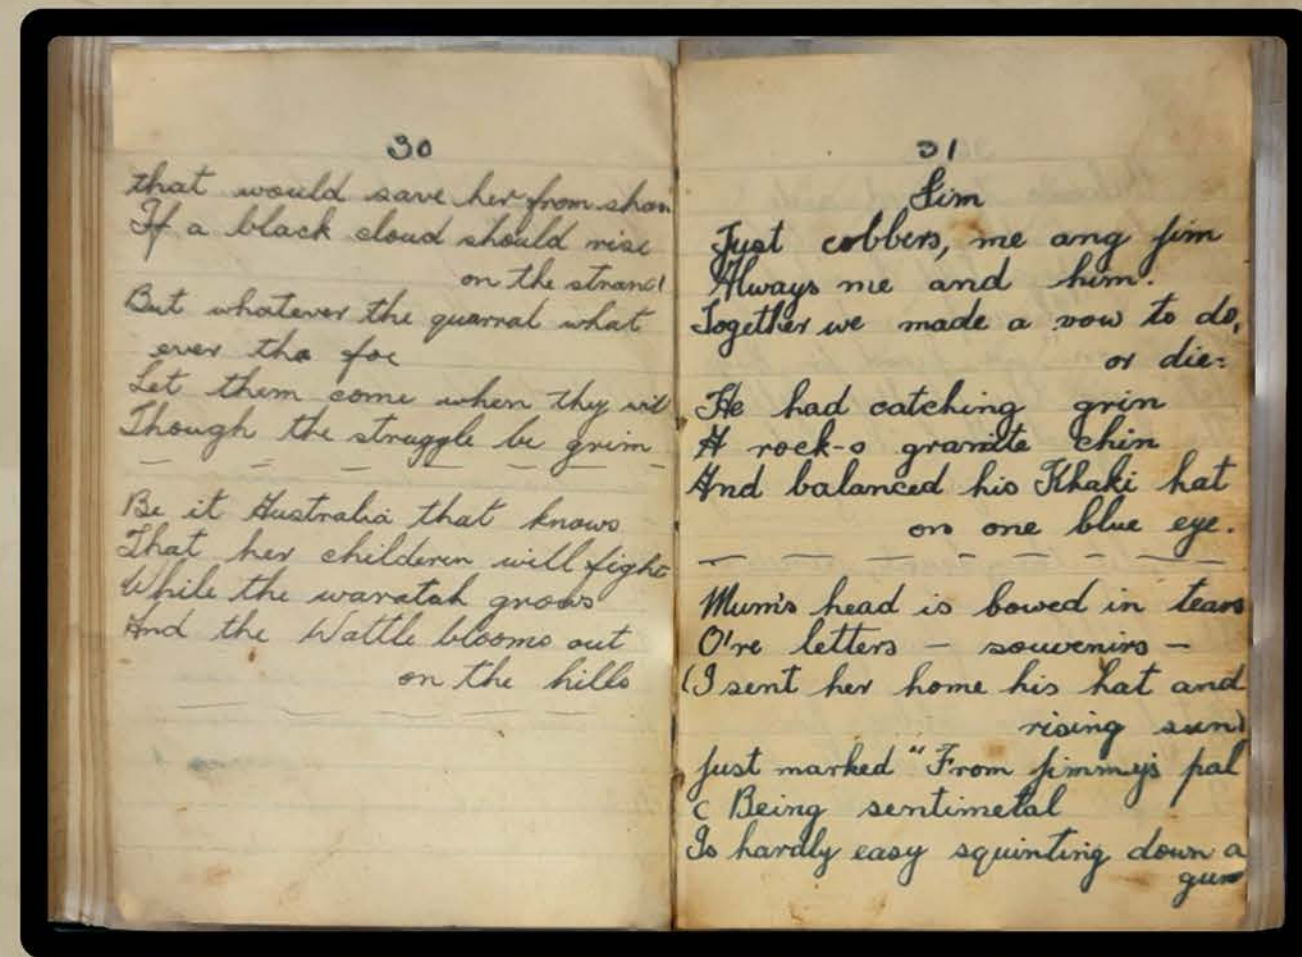 30
that would save her from sham
If a black cloud should rise
on the strand
But whatever the quarral what
ever the foe
Let them come when they wil
Though the struggle be grim
Be it Australia that knows
That her childeren will fight
While the waratah grows
And the Wattle blooms out
on the hills
31
Jim
Just cobbers, me ang Jim
Always me and him.
Together we made a vow to do,
or die:
He had catching grin
A rock-o granite chin
And balanced his Khaki hat
on one blue eye.
Mum's head is bowed in tears
O're letters – souvenirs –
(I sent her home his hat and
rising sun)
Just marked "From Jimmy's pal
( Being sentimetal
Is hardly easy squinting down a
gun